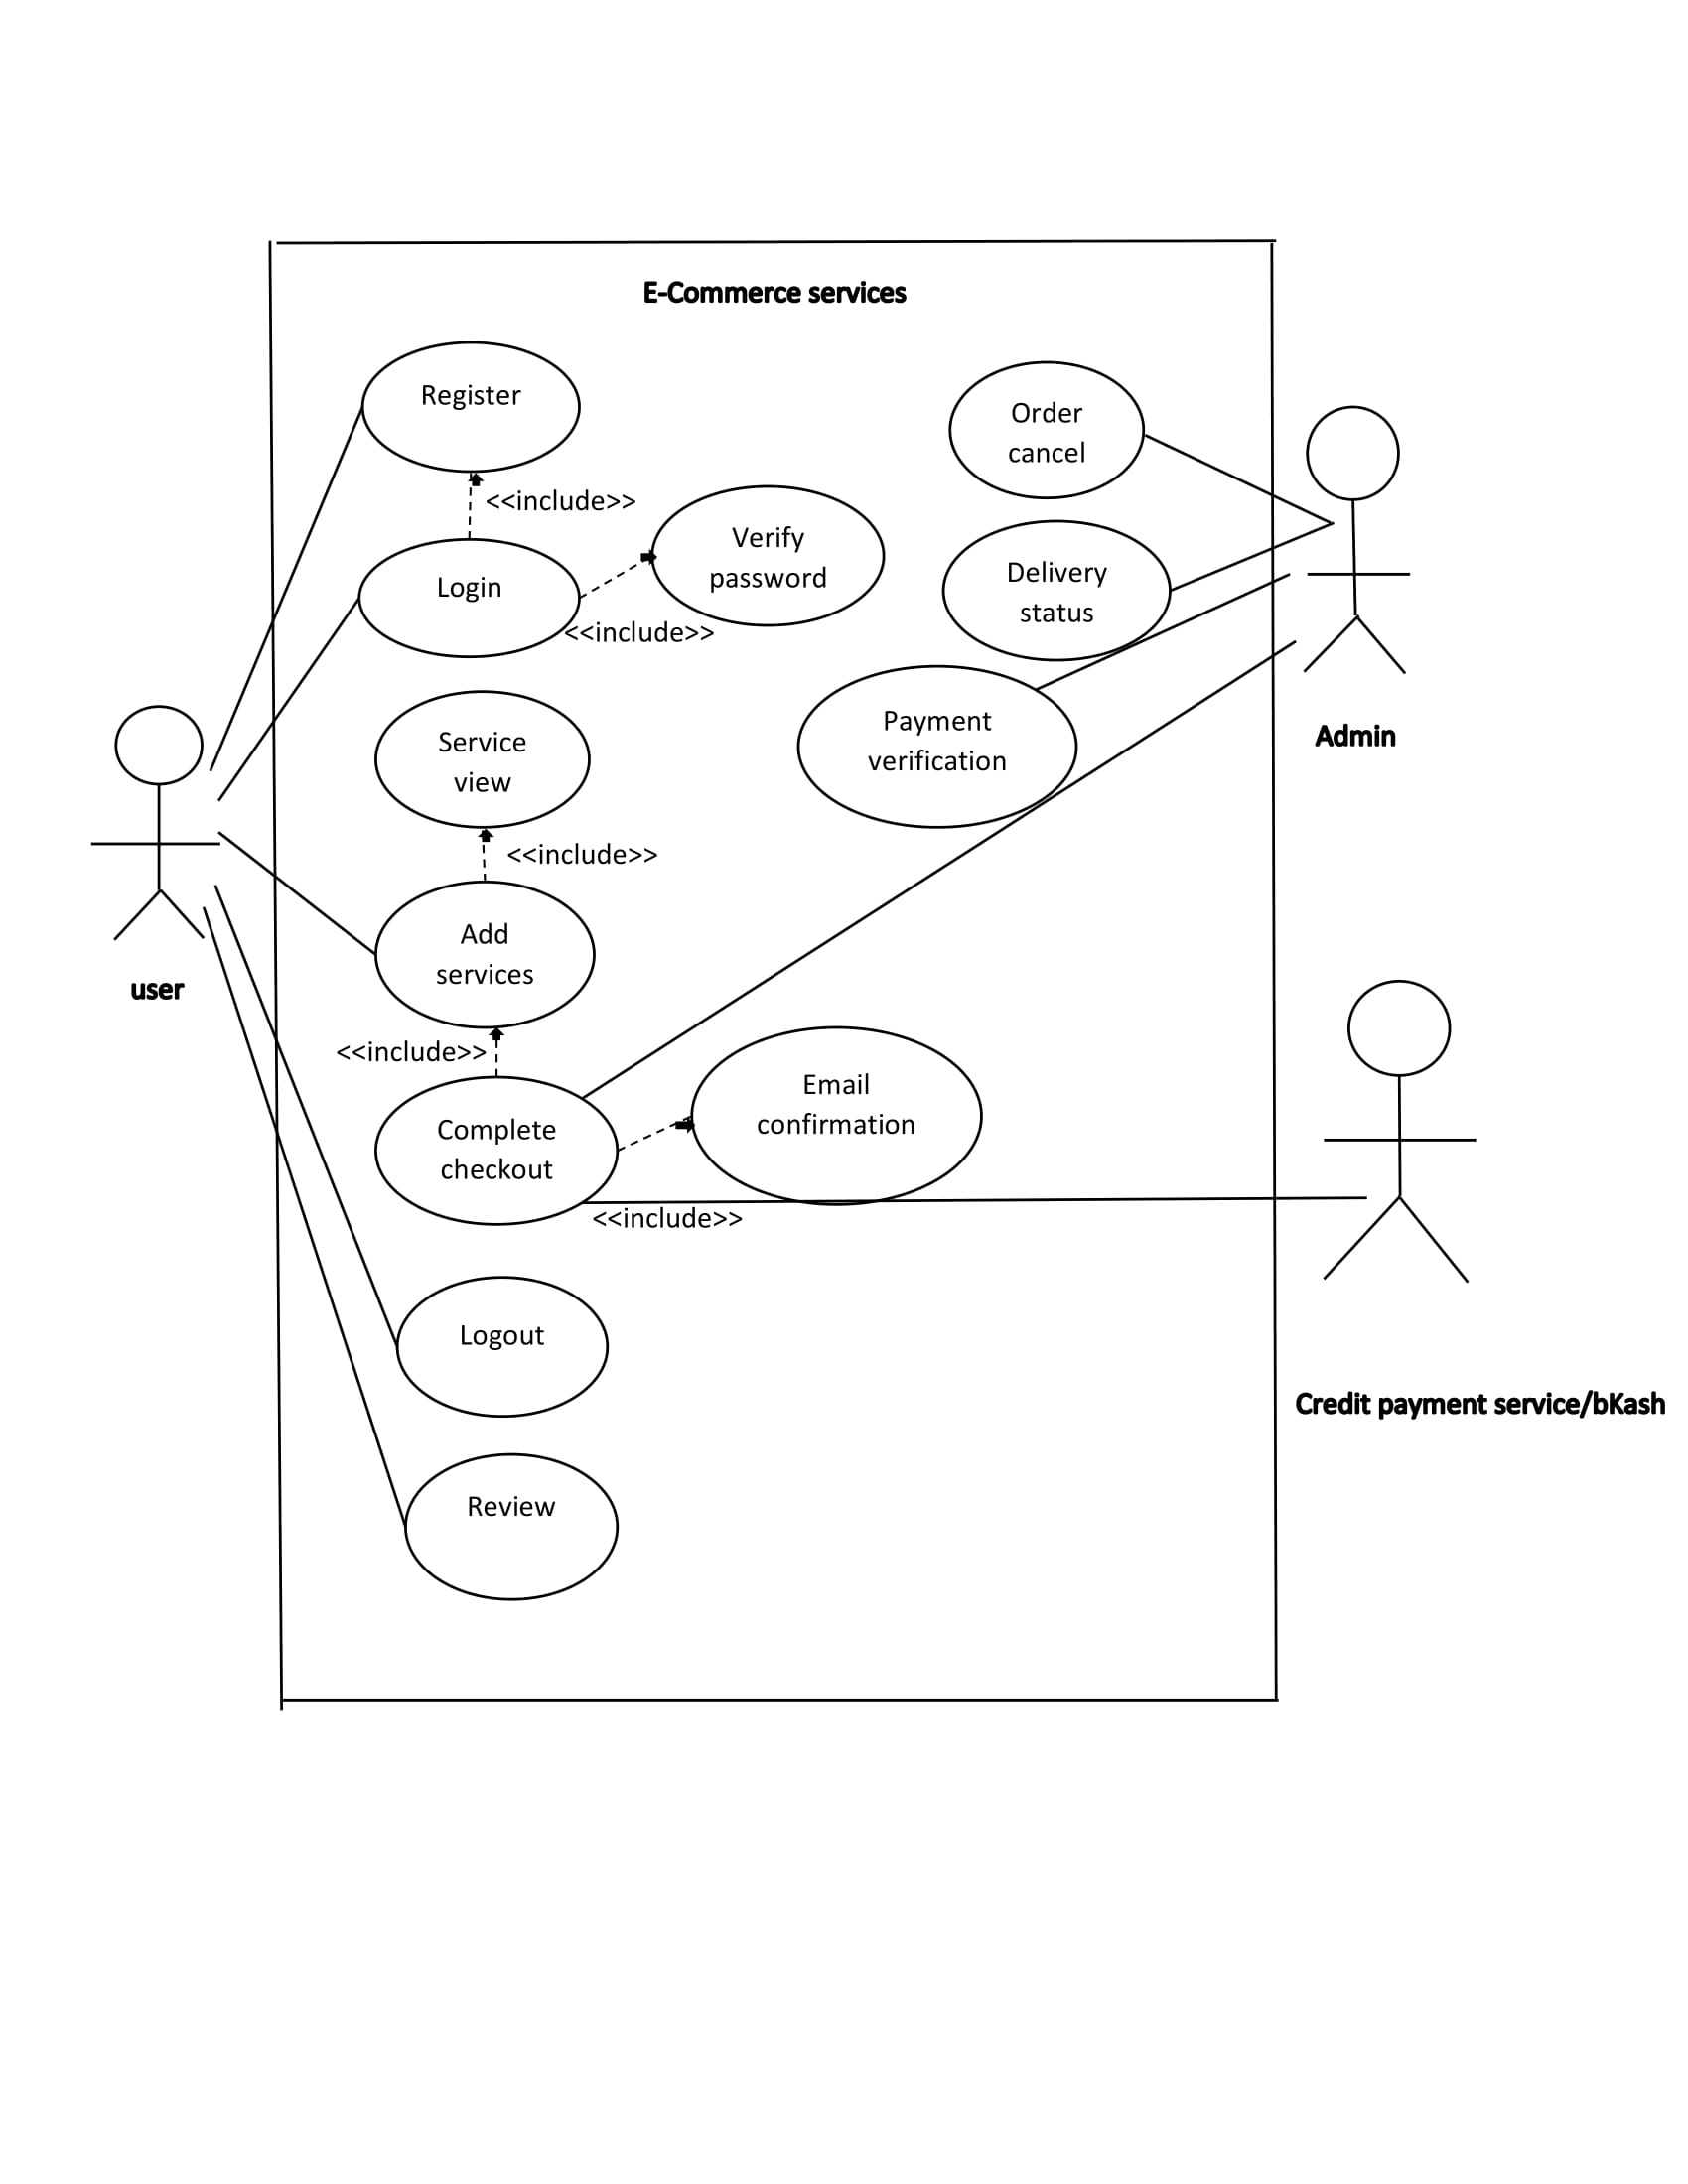 E-Commerce services
Register
Order
cancel
<<include>>
Verify
password
Login
Delivery
status
<<include>>
Service
view
Payment
verification
Admin
<<include>>
Add
services
user
<<include>>
Email
confirmation
Complete
checkout
<<include>>
Logout
Credit payment service/bKash
Review